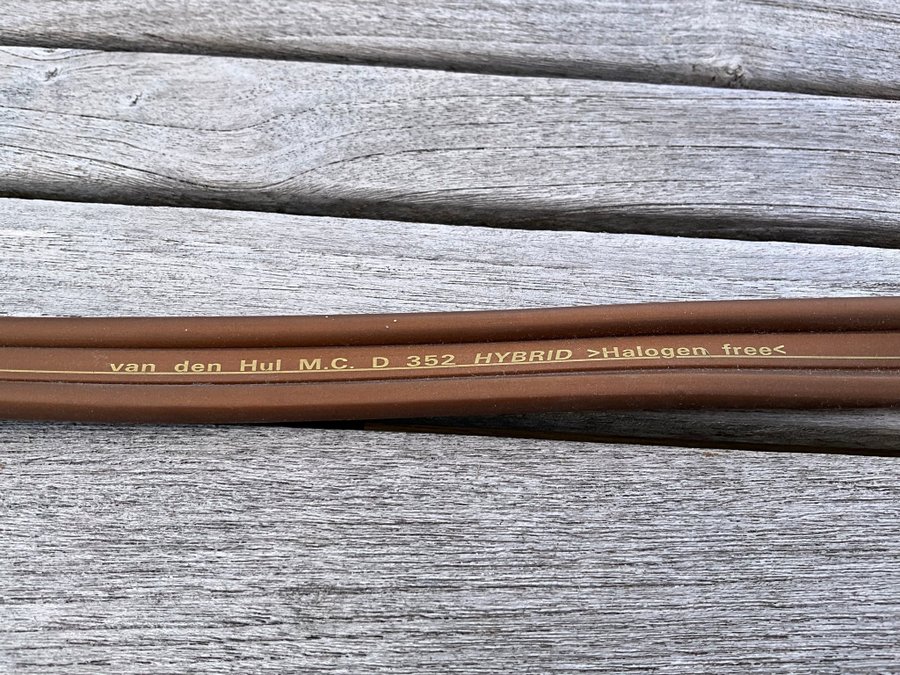 van den Hul M.C. D 352 HYBRID >Halogen free<